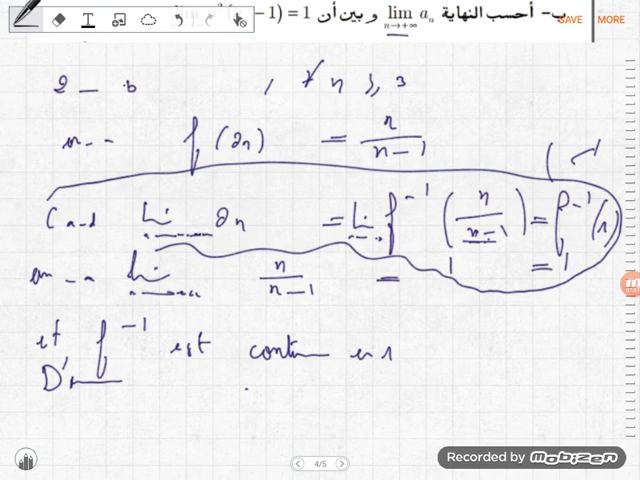 ب- أحسب النهاية lim n→+∞ aₙ و بين أن − 1) = 1
SAVE MORE
2 _ b , ∀ n ⩾ 3
on -- f (an) = n/(n-1)
Cad lim an = lim f⁻¹ (n/(n-1)) = f⁻¹(1)
on - a lim n/(n-1) = 1 = 1
et f⁻¹ est continue en 1
4/5
Recorded by mobizen